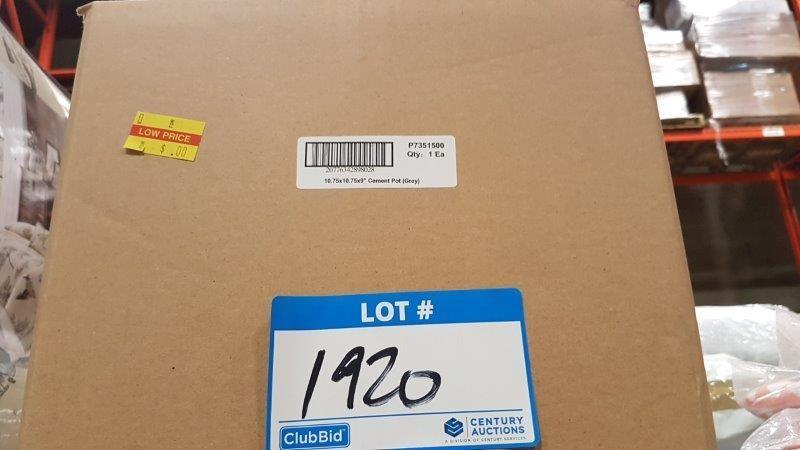 LOW PRICE
$ .00
P7351500
Qty: 1 Ea
20776342898028
10.75x10.75x9" Cement Pot (Grey)
LOT #
1920
ClubBid
CENTURY
AUCTIONS
A DIVISION OF CENTURY SERVICES